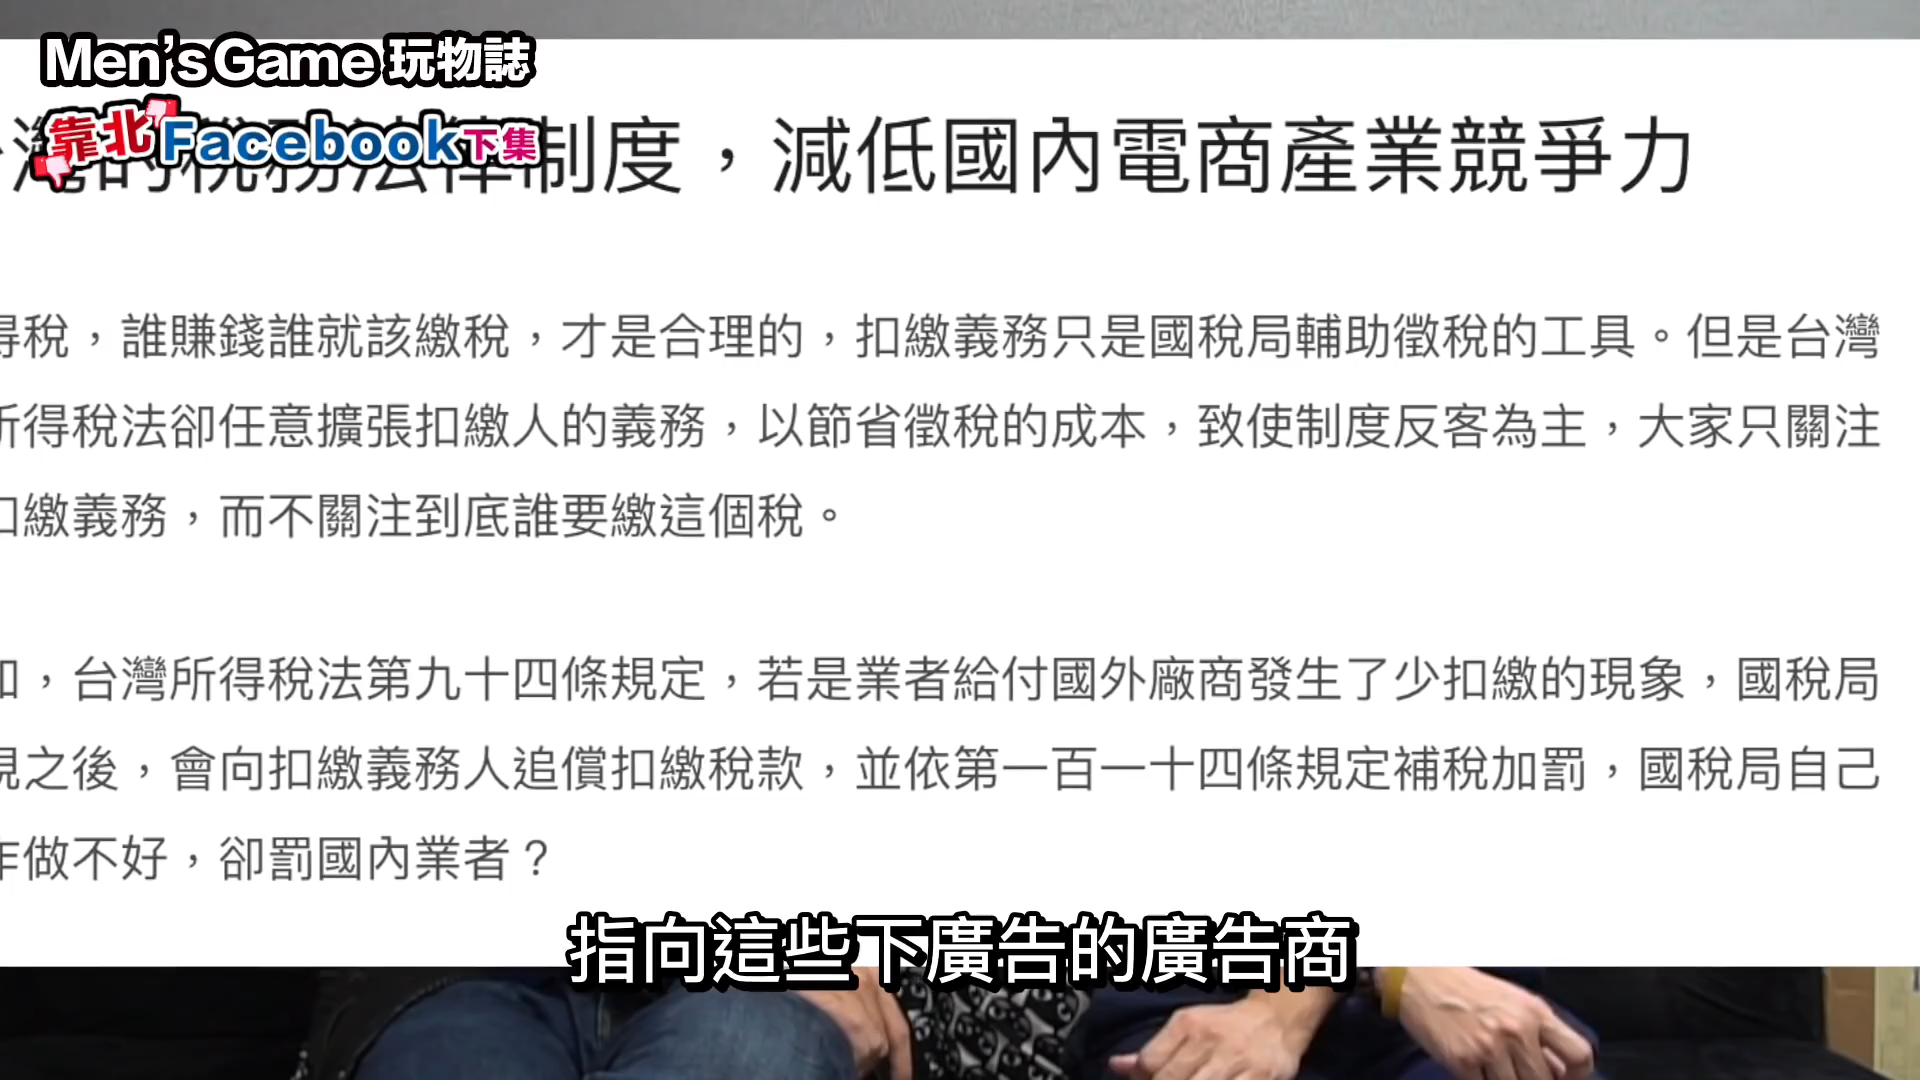 Men's Game 玩物誌
靠北Facebook下集
制度，減低國內電商產業競爭力
得稅，誰賺錢誰就該繳稅，才是合理的，扣繳義務只是國稅局輔助徵稅的工具。但是台灣
所得稅法卻任意擴張扣繳人的義務，以節省徵稅的成本，致使制度反客為主，大家只關注
扣繳義務，而不關注到底誰要繳這個稅。
，台灣所得稅法第九十四條規定，若是業者給付國外廠商發生了少扣繳的現象，國稅局
現之後，會向扣繳義務人追償扣繳稅款，並依第一百一十四條規定補稅加罰，國稅局自己
做不好，卻罰國內業者？
指向這些下廣告的廣告商